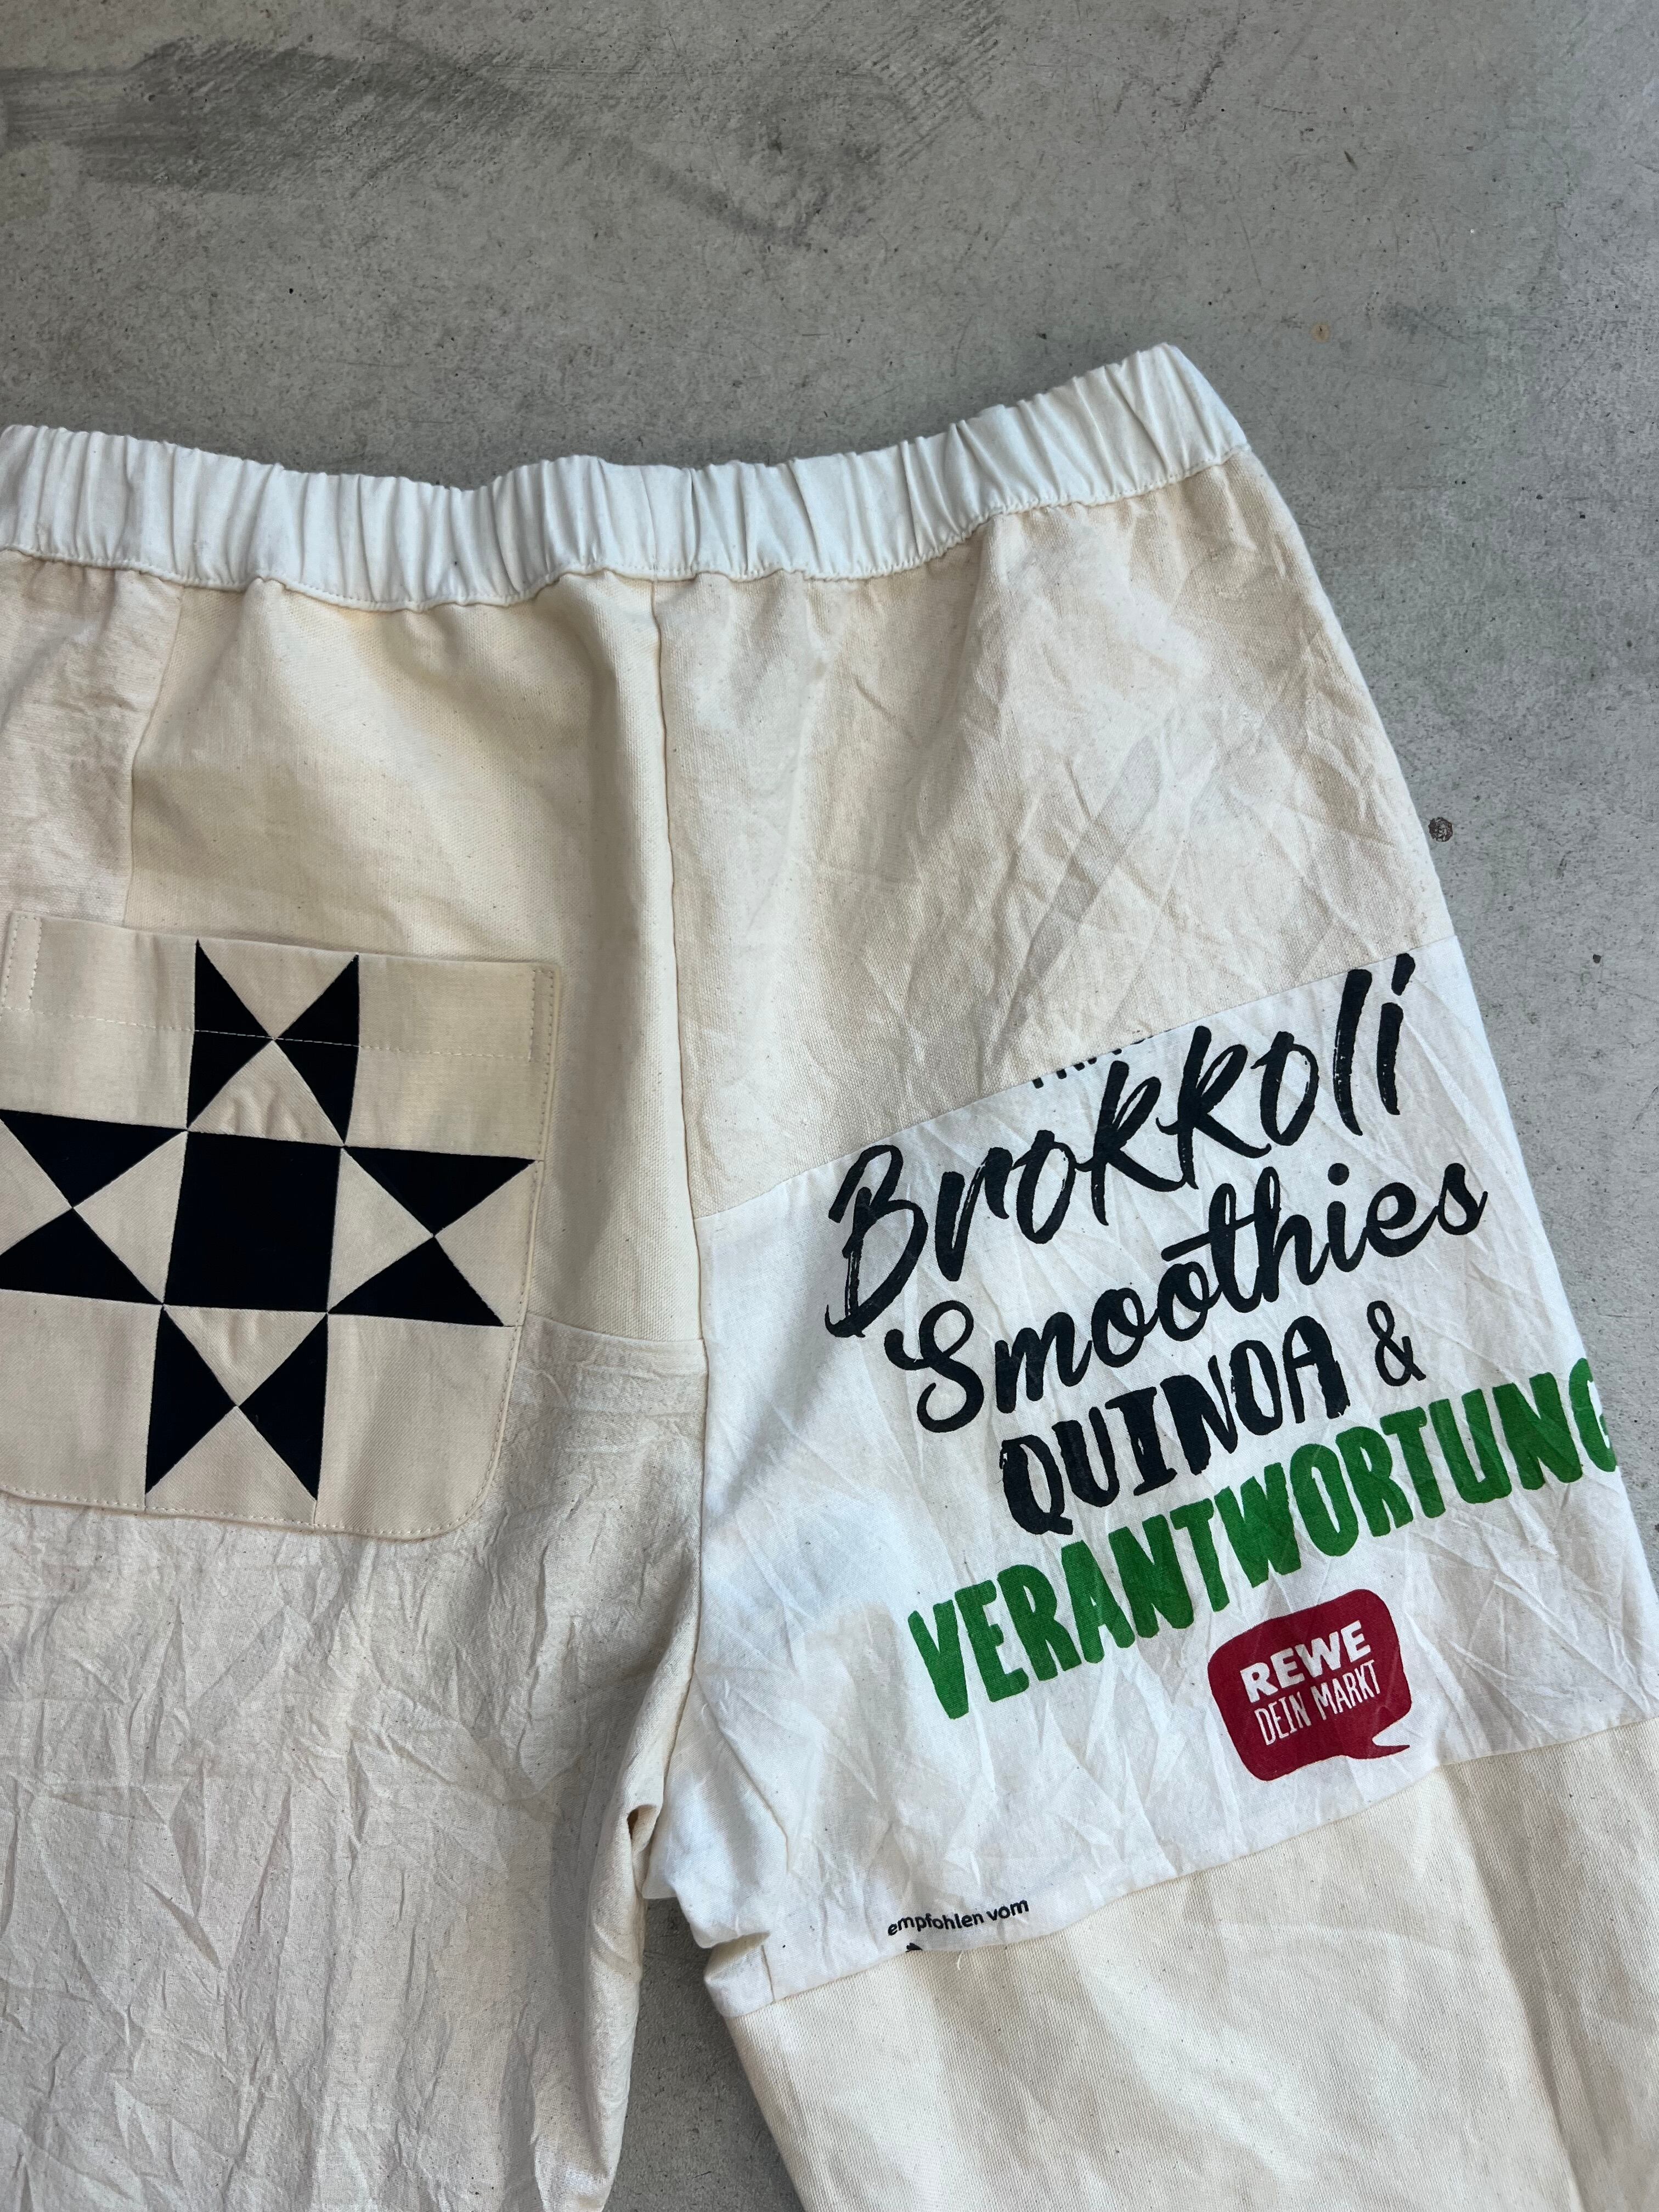 Brokkoli
Smoothies
QUINOA &
VERANTWORTUNG
REWE
DEIN MARKT
empfohlen vom